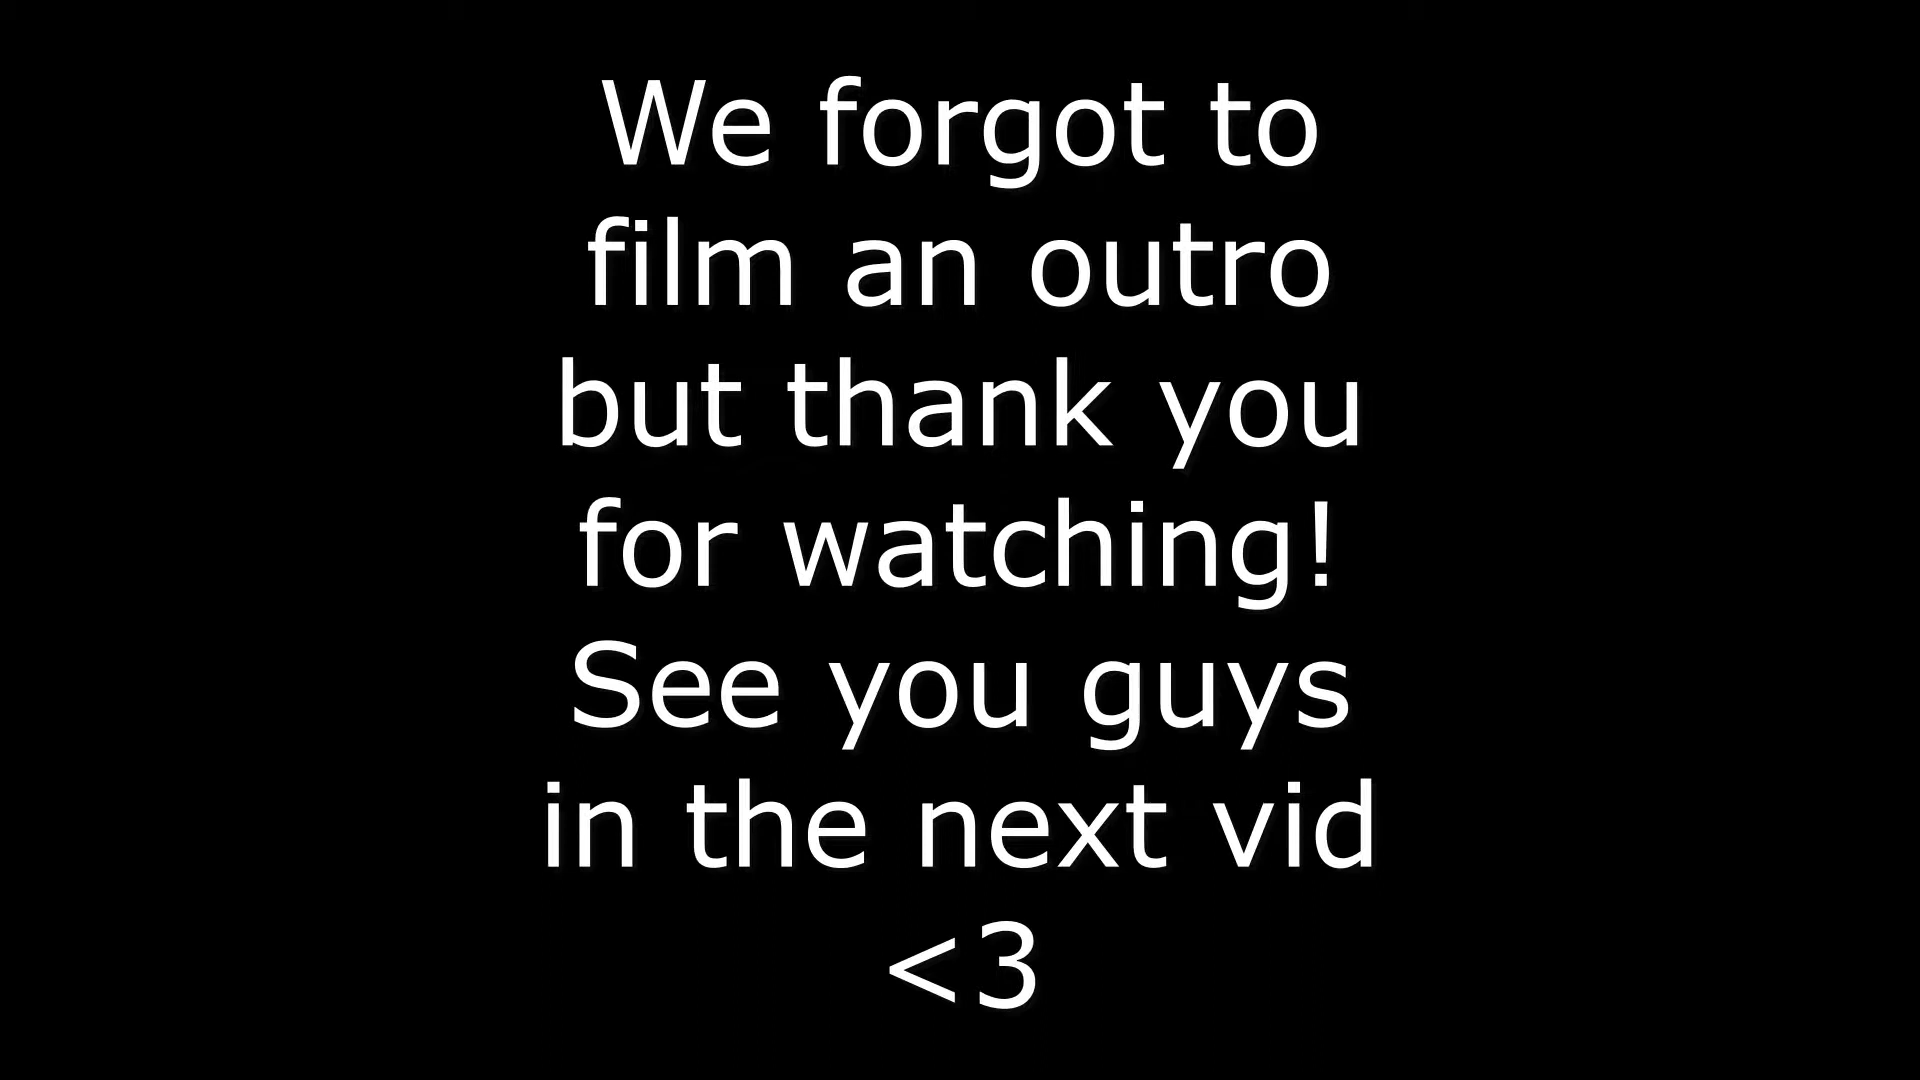 We forgot to
film an outro
but thank you
for watching!
See you guys
in the next vid
<3